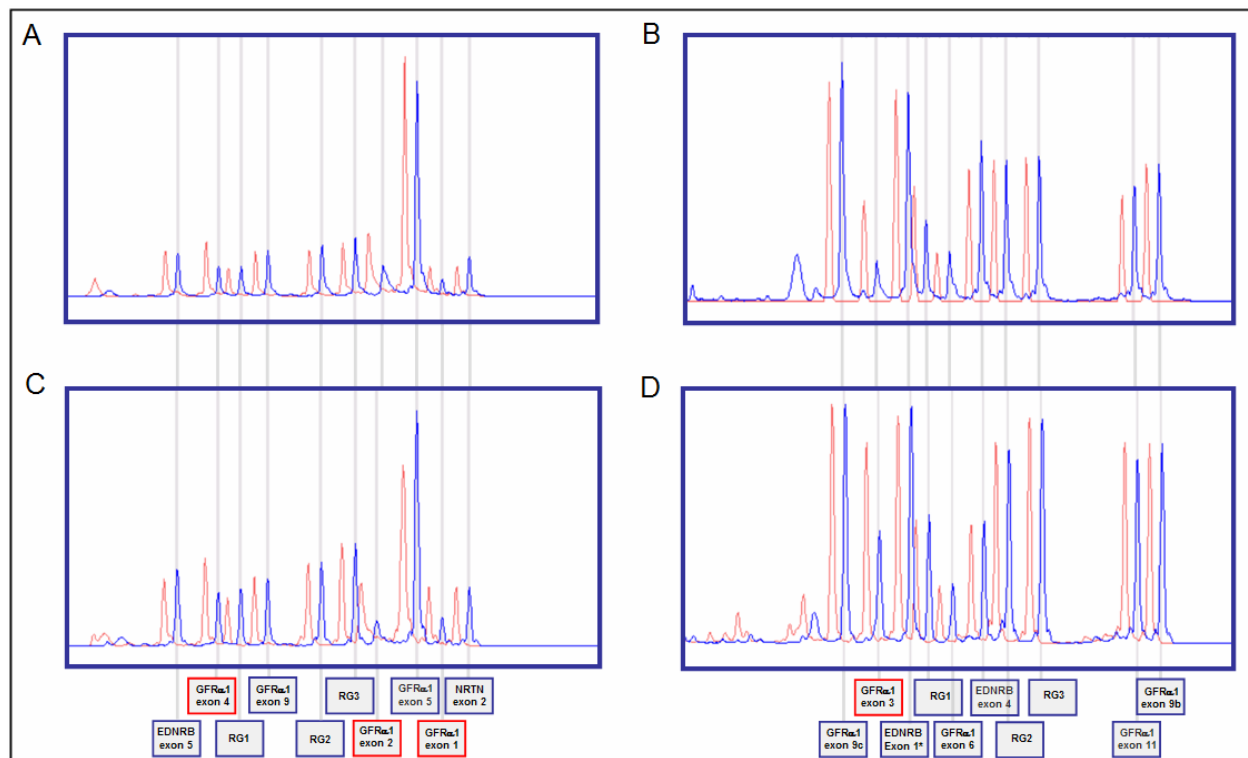 A
B
C
D
GFRα1
exon 4
GFRα1
exon 9
RG3
GFRα1
exon 5
NRTN
exon 2
EDNRB
exon 5
RG1
RG2
GFRα1
exon 2
GFRα1
exon 1
GFRα1
exon 3
RG1
EDNRB
exon 4
RG3
GFRα1
exon 9b
GFRα1
exon 9c
EDNRB
Exon 1*
GFRα1
exon 6
RG2
GFRα1
exon 11